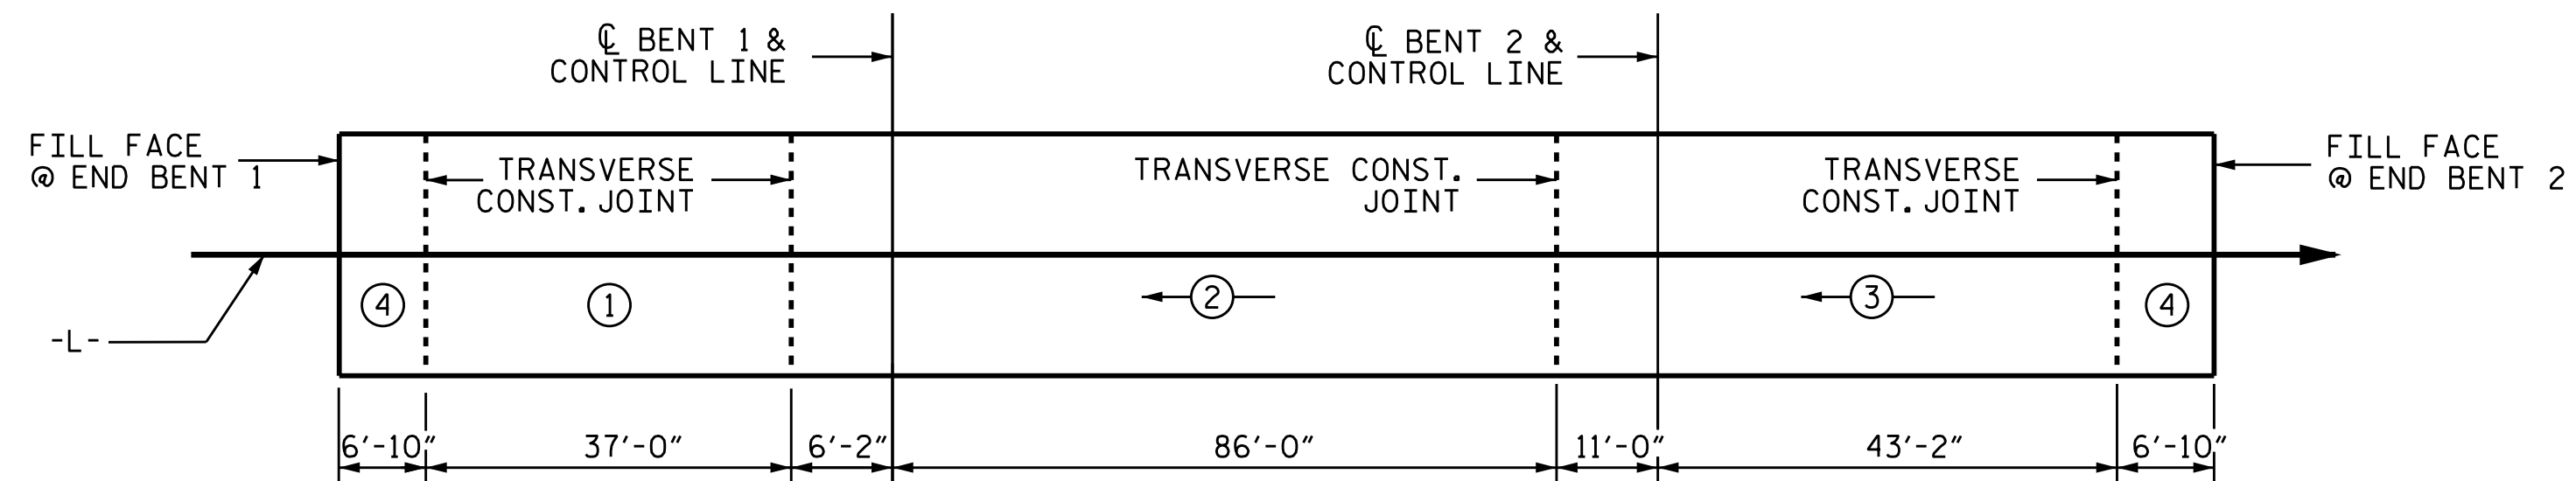 ℄ BENT 1 &
CONTROL LINE
℄ BENT 2 &
CONTROL LINE
FILL FACE
@ END BENT 1
TRANSVERSE
CONST. JOINT
TRANSVERSE CONST.
JOINT
TRANSVERSE
CONST. JOINT
FILL FACE
@ END BENT 2
-L-
4
1
2
3
4
6'-10"
37'-0"
6'-2"
86'-0"
11'-0"
43'-2"
6'-10"